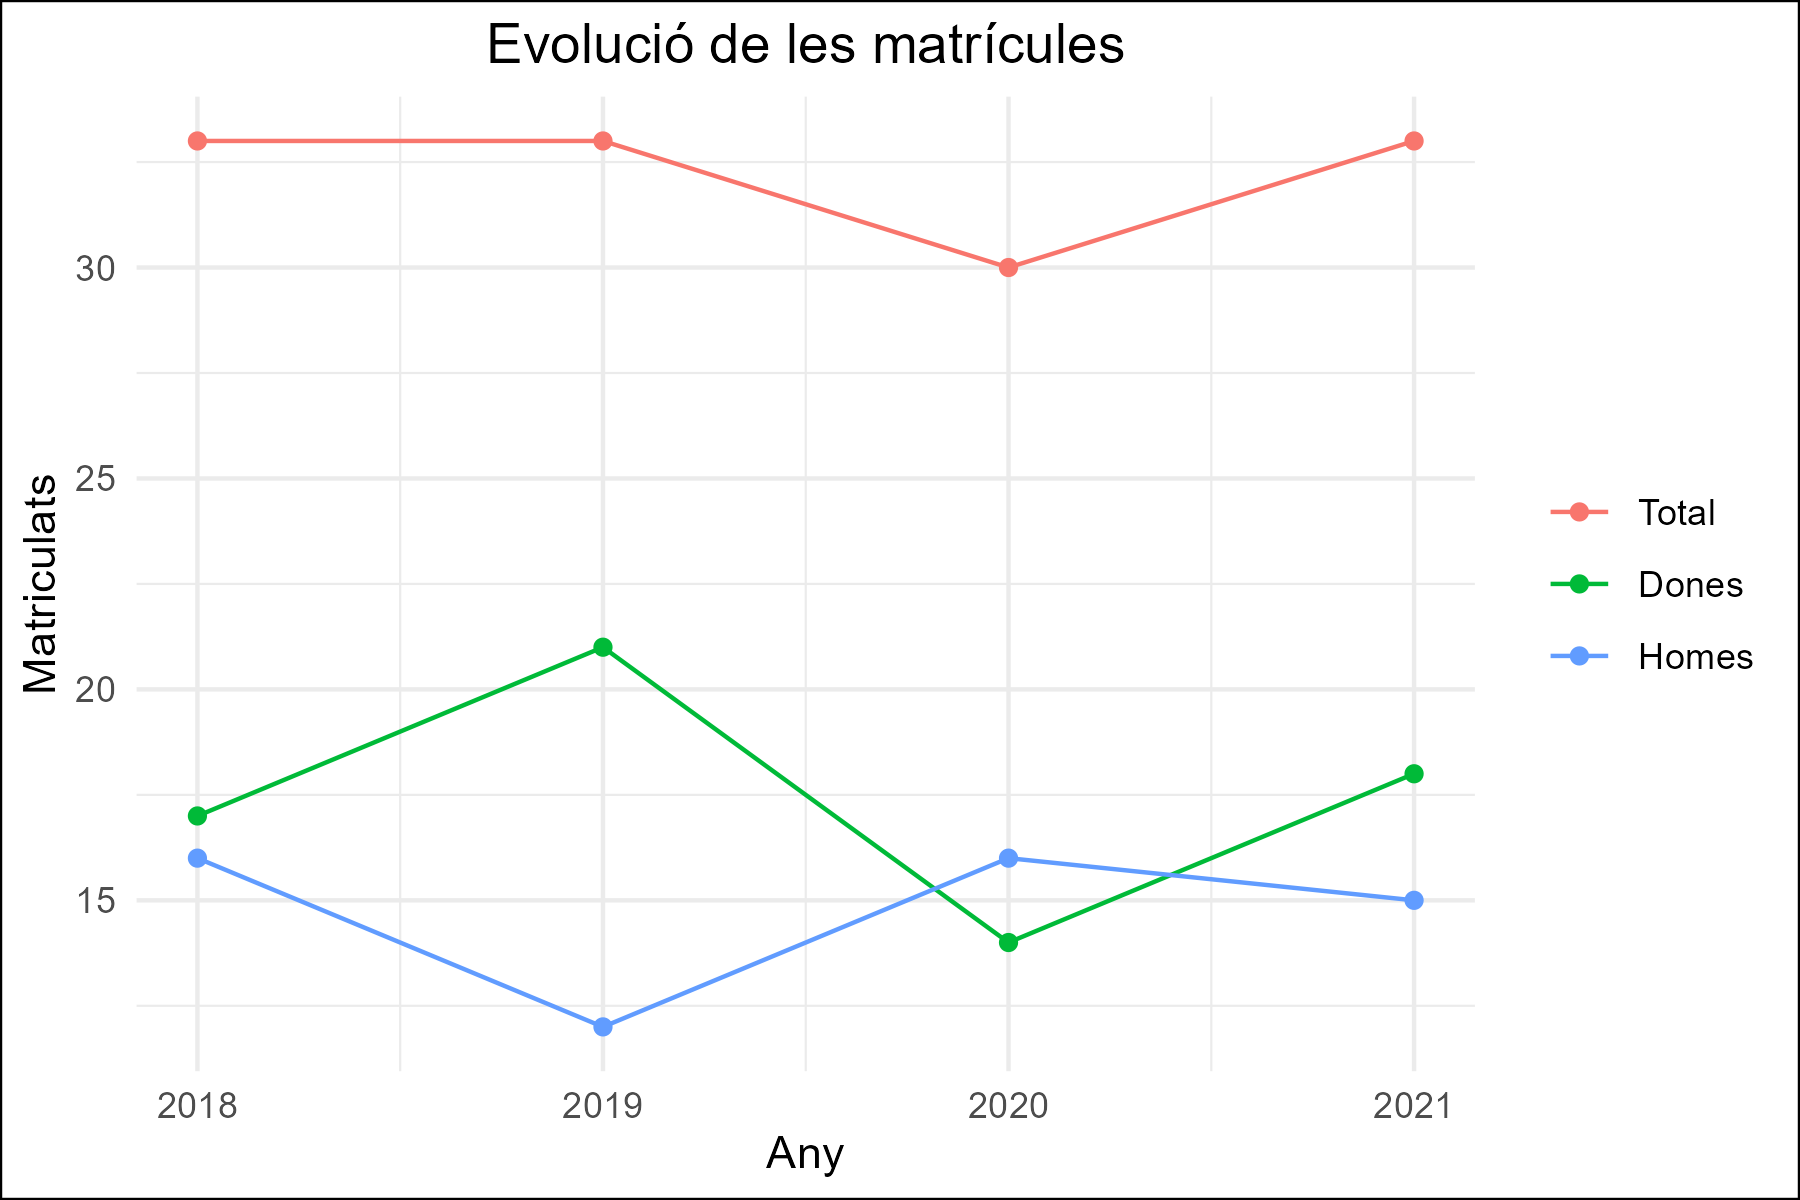 Evolució de les matrícules
Matriculats
30
25
20
15
2018 2019 2020 2021
Any
Total
Dones
Homes